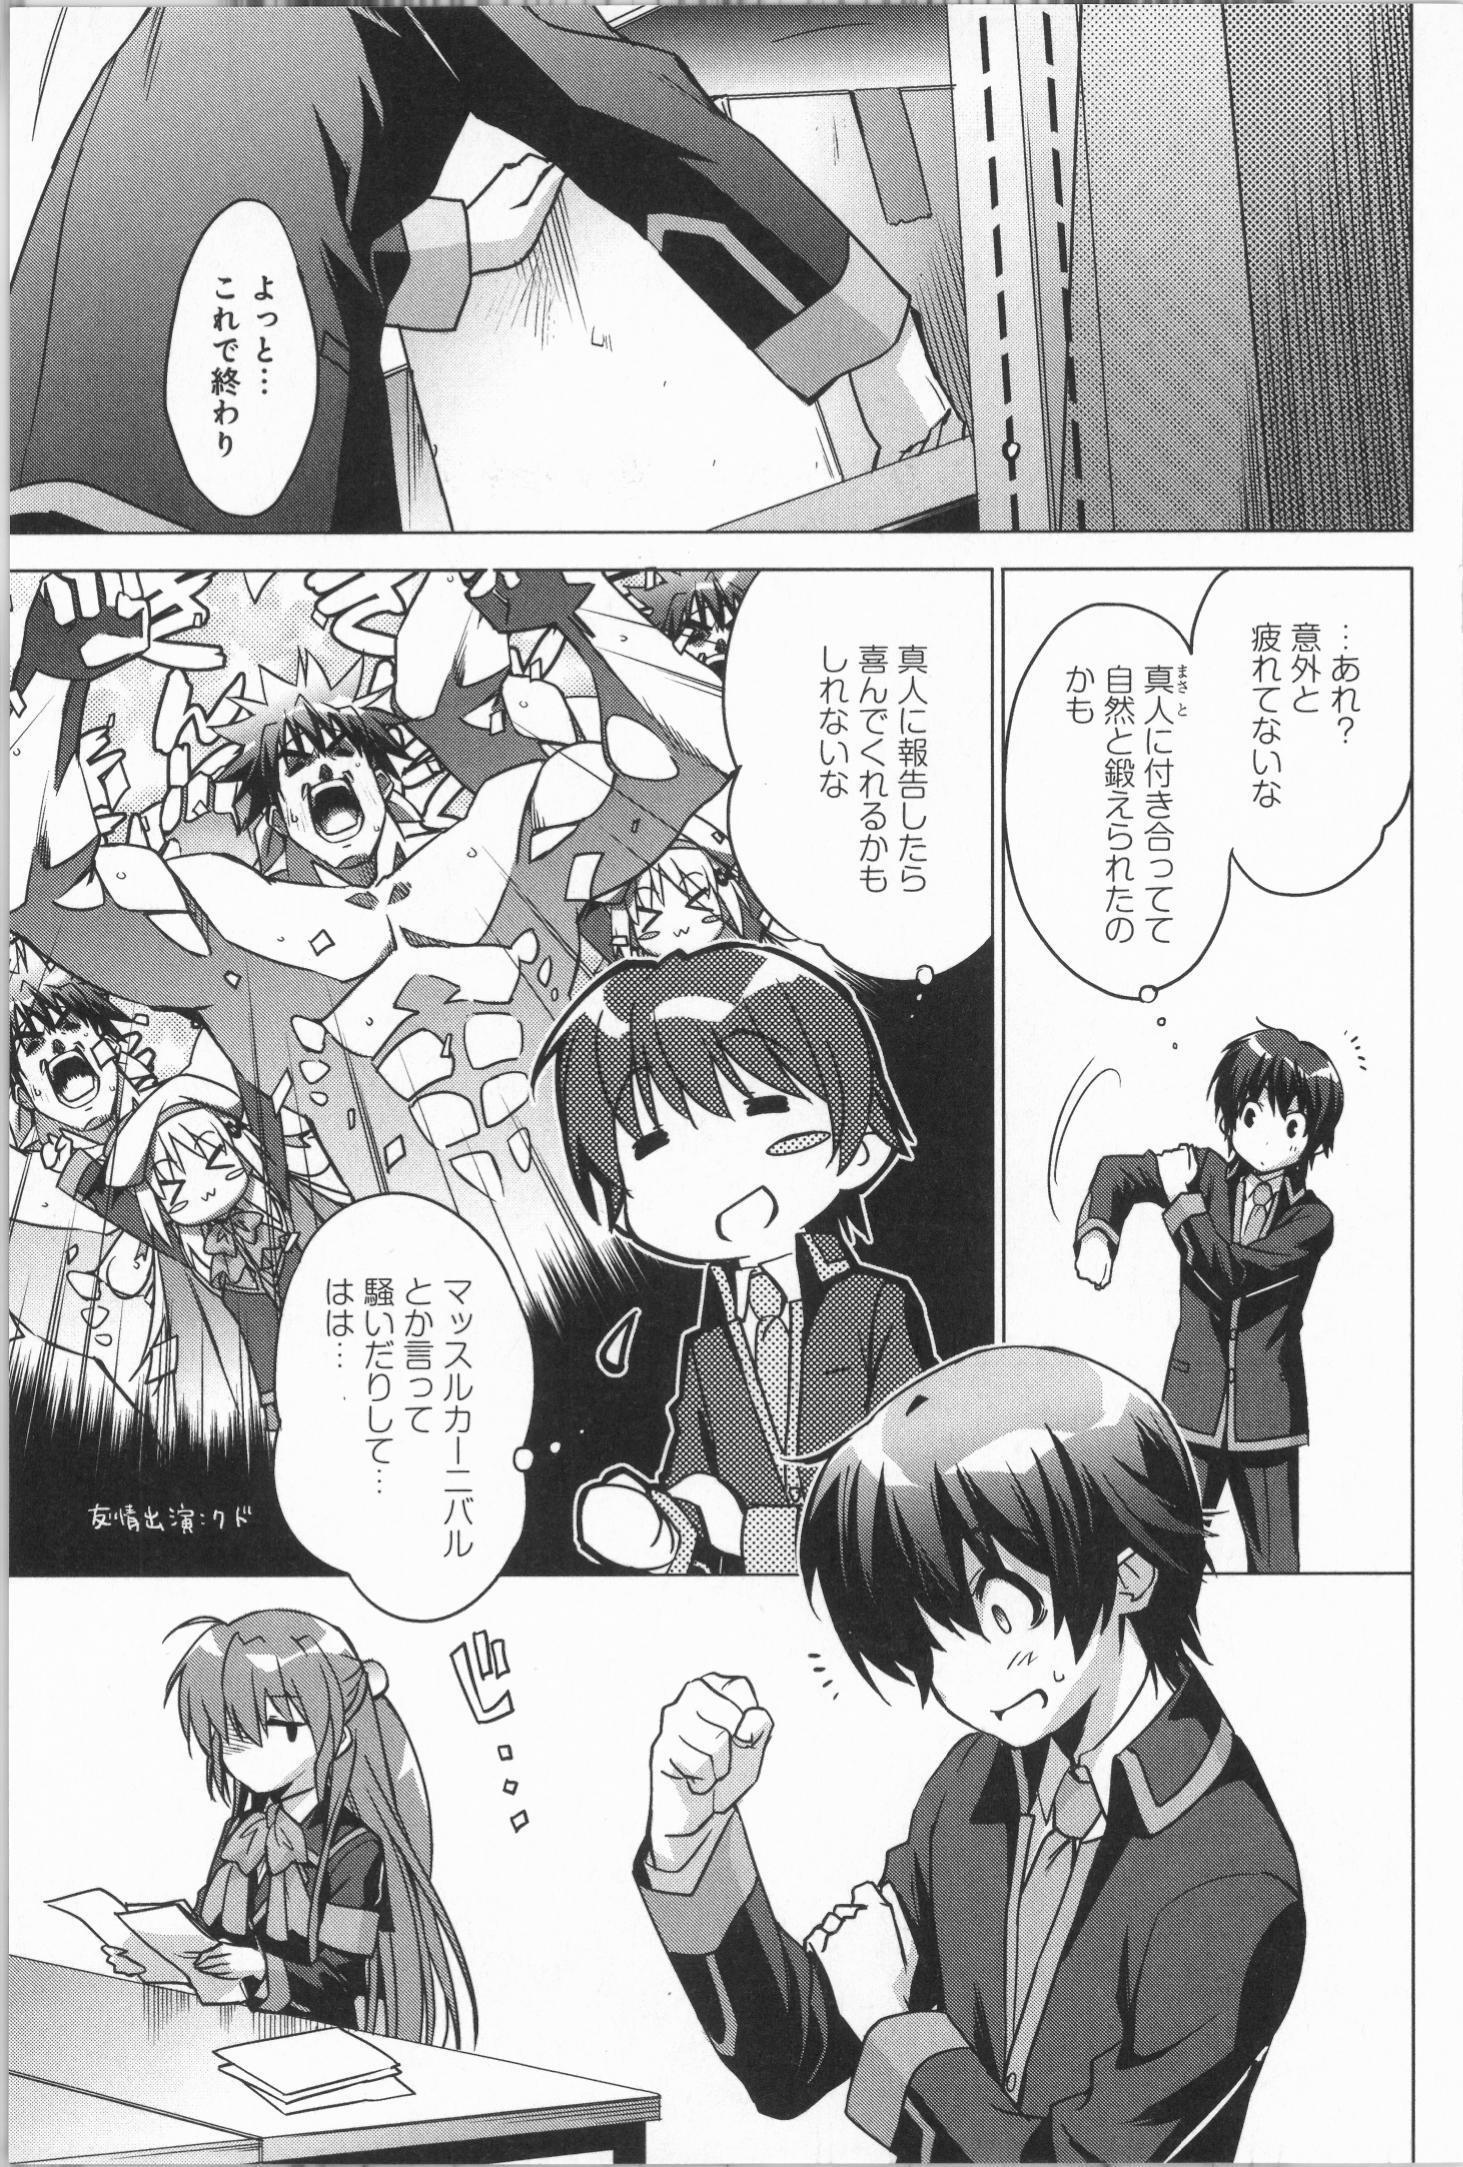 よっと…
これで終わり
…あれ？
意外と
疲れてないな
真人に付き合ってて
まさと
自然と鍛えられたの
かも
真人に報告したら
喜んでくれるかも
しれないな
マッスルカーニバル
とか言って
騒いだりして…
はは…
友情出演：クド
じ…